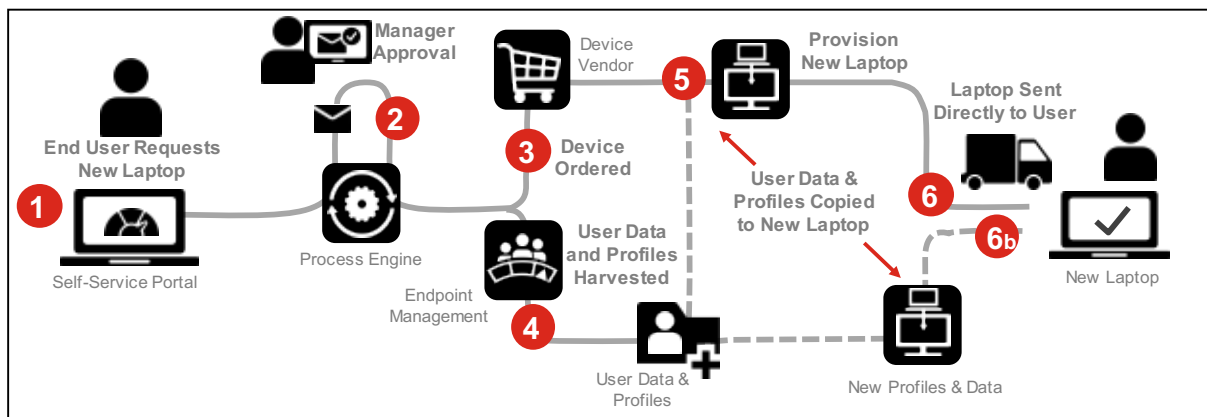 1
End User Requests
New Laptop
Self-Service Portal
Manager
Approval
2
Process Engine
Device
Vendor
3
Device
Ordered
User Data
and Profiles
Harvested
Endpoint
Management
4
User Data &
Profiles
5
Provision
New Laptop
User Data &
Profiles Copied
to New Laptop
New Profiles & Data
Laptop Sent
Directly to User
6
6b
New Laptop